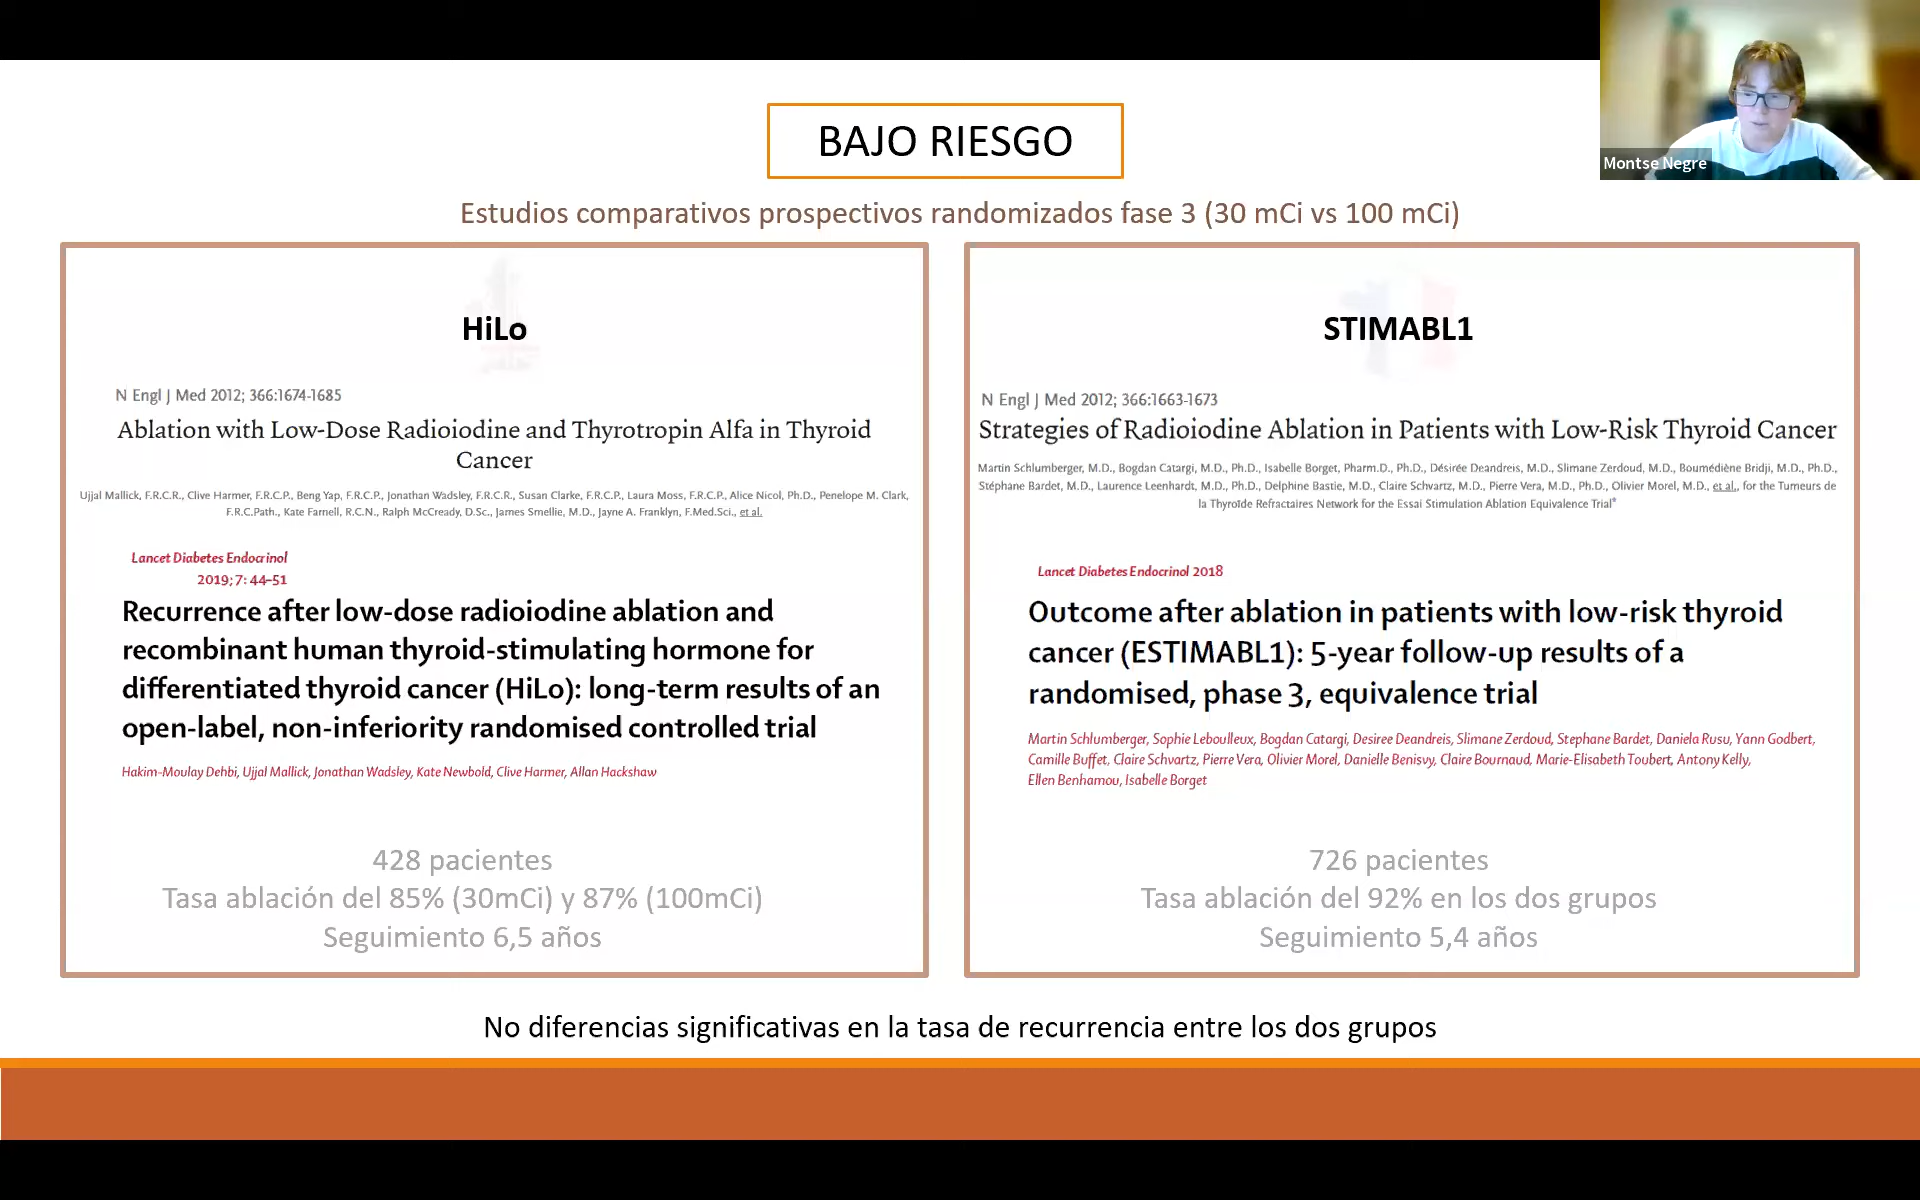 BAJO RIESGO
Montse Negre
Estudios comparativos prospectivos randomizados fase 3 (30 mCi vs 100 mCi)
HiLo
N Engl J Med 2012; 366:1674-1685
Ablation with Low-Dose Radioiodine and Thyrotropin Alfa in Thyroid
Cancer
Ujjal Mallick, F.R.C.R., Clive Harmer, F.R.C.P., Beng Yap, F.R.C.P., Jonathan Wadsley, F.R.C.R., Susan Clarke, F.R.C.P., Laura Moss, F.R.C.P., Alice Nicol, Ph.D., Penelope M. Clark,
F.R.C.Path., Kate Farnell, R.C.N., Ralph McCready, D.Sc., James Smellie, M.D., Jayne A. Franklyn, F.Med.Sci., et al.
Lancet Diabetes Endocrinol
2019; 7: 44–51
Recurrence after low-dose radioiodine ablation and
recombinant human thyroid-stimulating hormone for
differentiated thyroid cancer (HiLo): long-term results of an
open-label, non-inferiority randomised controlled trial
Hakim-Moulay Dehbi, Ujjal Mallick, Jonathan Wadsley, Kate Newbold, Clive Harmer, Allan Hackshaw
428 pacientes
Tasa ablación del 85% (30mCi) y 87% (100mCi)
Seguimiento 6,5 años
STIMABL1
N Engl J Med 2012; 366:1663-1673
Strategies of Radioiodine Ablation in Patients with Low-Risk Thyroid Cancer
Martin Schlumberger, M.D., Bogdan Catargi, M.D., Ph.D., Isabelle Borget, Pharm.D., Ph.D., Désirée Deandreis, M.D., Slimane Zerdoud, M.D., Boumédiène Bridji, M.D., Ph.D.,
Stéphane Bardet, M.D., Laurence Leenhardt, M.D., Ph.D., Delphine Bastie, M.D., Claire Schvartz, M.D., Pierre Vera, M.D., Ph.D., Olivier Morel, M.D., et al., for the Tumeurs de
la Thyroïde Refractaires Network for the Essai Stimulation Ablation Equivalence Trial*
Lancet Diabetes Endocrinol 2018
Outcome after ablation in patients with low-risk thyroid
cancer (ESTIMABL1): 5-year follow-up results of a
randomised, phase 3, equivalence trial
Martin Schlumberger, Sophie Leboulleux, Bogdan Catargi, Desiree Deandreis, Slimane Zerdoud, Stephane Bardet, Daniela Rusu, Yann Godbert,
Camille Buffet, Claire Schvartz, Pierre Vera, Olivier Morel, Danielle Benisvy, Claire Bournaud, Marie-Elisabeth Toubert, Antony Kelly,
Ellen Benhamou, Isabelle Borget
726 pacientes
Tasa ablación del 92% en los dos grupos
Seguimiento 5,4 años
No diferencias significativas en la tasa de recurrencia entre los dos grupos